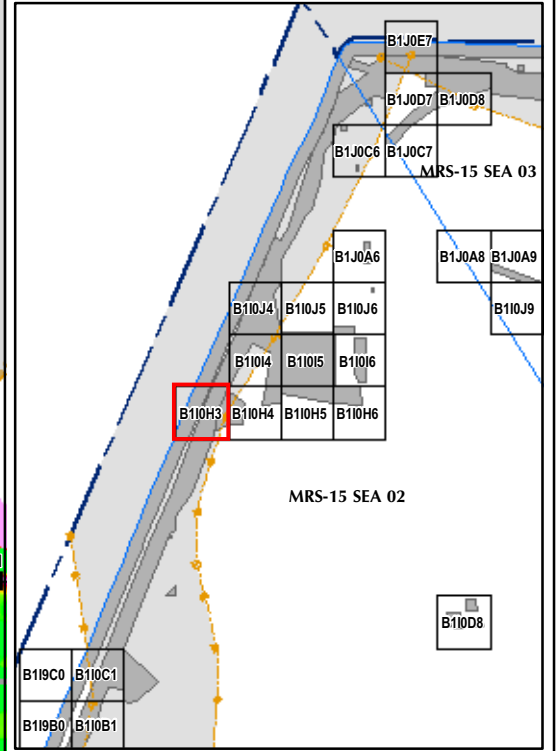 B1J0E7
B1J0D7 B1J0D8
B1J0C6 B1J0C7
MRS-15 SEA 03
B1J0A6 B1J0A8 B1J0A9
B1I0J4 B1I0J5 B1I0J6 B1I0J9
B1I0I4 B1I0I5 B1I0I6
B1I0H3 B1I0H4 B1I0H5 B1I0H6
MRS-15 SEA 02
B1I0D8
B1I9C0 B1I0C1
B1I9B0 B1I0B1